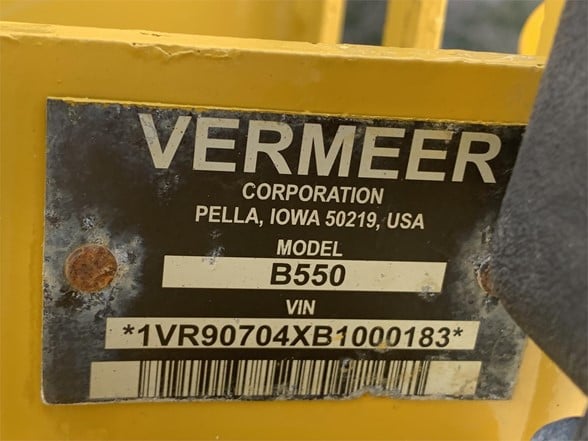 VERMEER
CORPORATION
PELLA, IOWA 50219, USA
MODEL
B550
VIN
*1VR90704XB1000183*